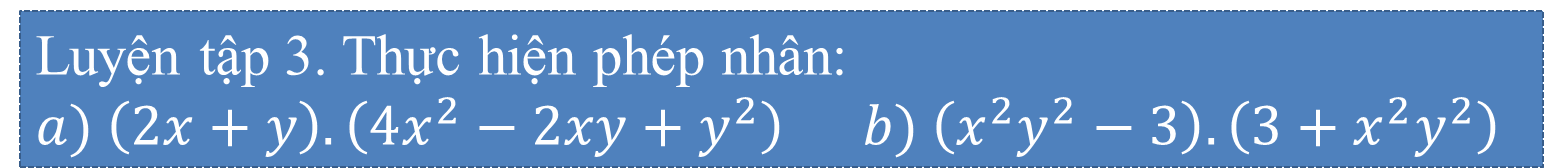 Luyện tập 3. Thực hiện phép nhân:
a) (2x + y).(4x² − 2xy + y²) b) (x²y² − 3).(3 + x²y²)